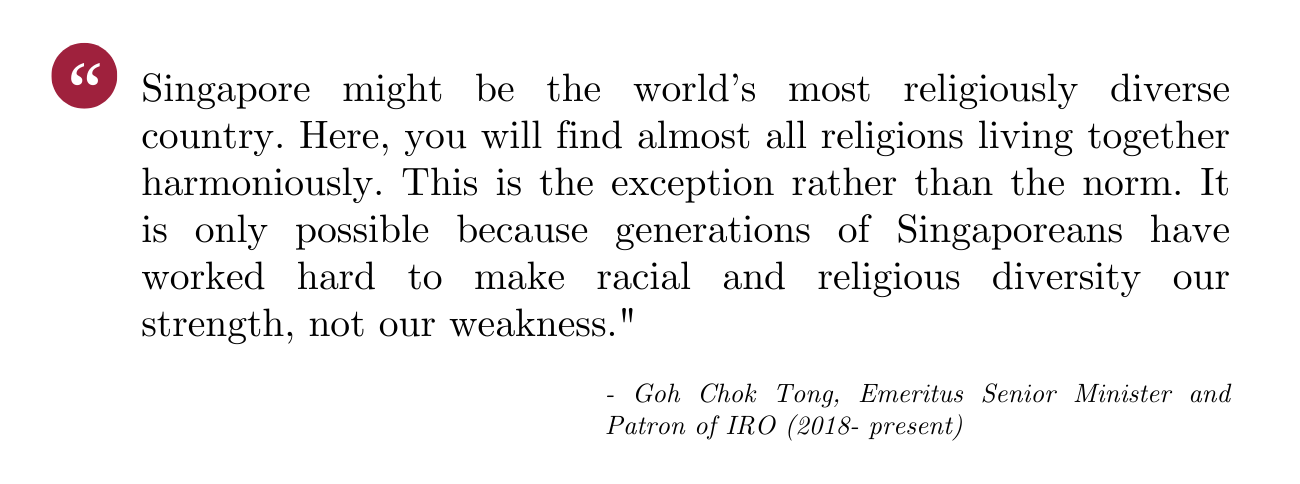 “
Singapore might be the world’s most religiously diverse
country. Here, you will find almost all religions living together
harmoniously. This is the exception rather than the norm. It
is only possible because generations of Singaporeans have
worked hard to make racial and religious diversity our
strength, not our weakness."
- Goh Chok Tong, Emeritus Senior Minister and
Patron of IRO (2018- present)